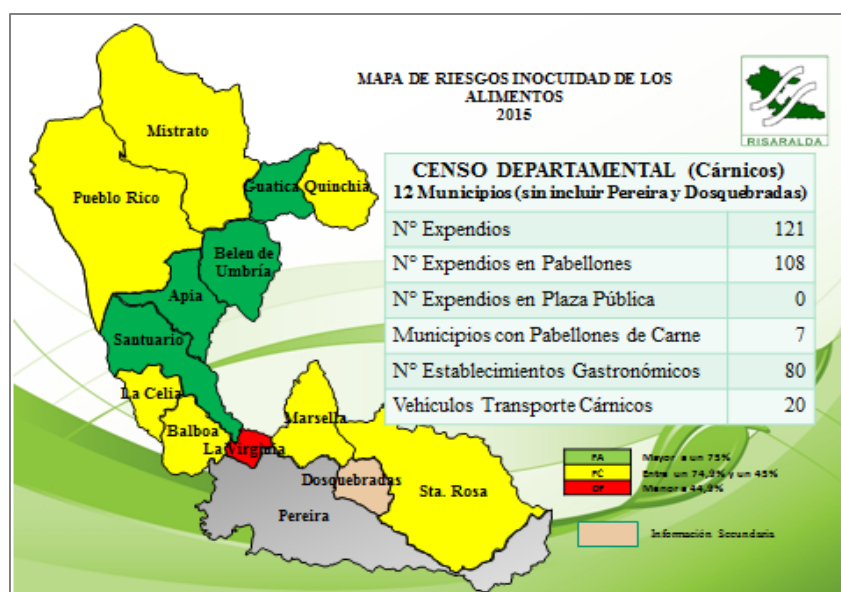 MAPA DE RIESGOS INOCUIDAD DE LOS
ALIMENTOS
2015
RISARALDA
Mistrato
Guatica
Quinchia
Pueblo Rico
Belen de
Umbría
Apia
Santuario
La Celia
Balboa
La Virginia
Marsella
Dosquebradas
Sta. Rosa
Pereira
CENSO DEPARTAMENTAL (Cárnicos)
12 Municipios (sin incluir Pereira y Dosquebradas)
N° Expendios 121
N° Expendios en Pabellones 108
N° Expendios en Plaza Pública 0
Municipios con Pabellones de Carne 7
N° Establecimientos Gastronómicos 80
Vehiculos Transporte Cárnicos 20
Mayor a un 75%
FC Entre un 74,9% y un 45%
Menor a 44,9%
Información Secundaria